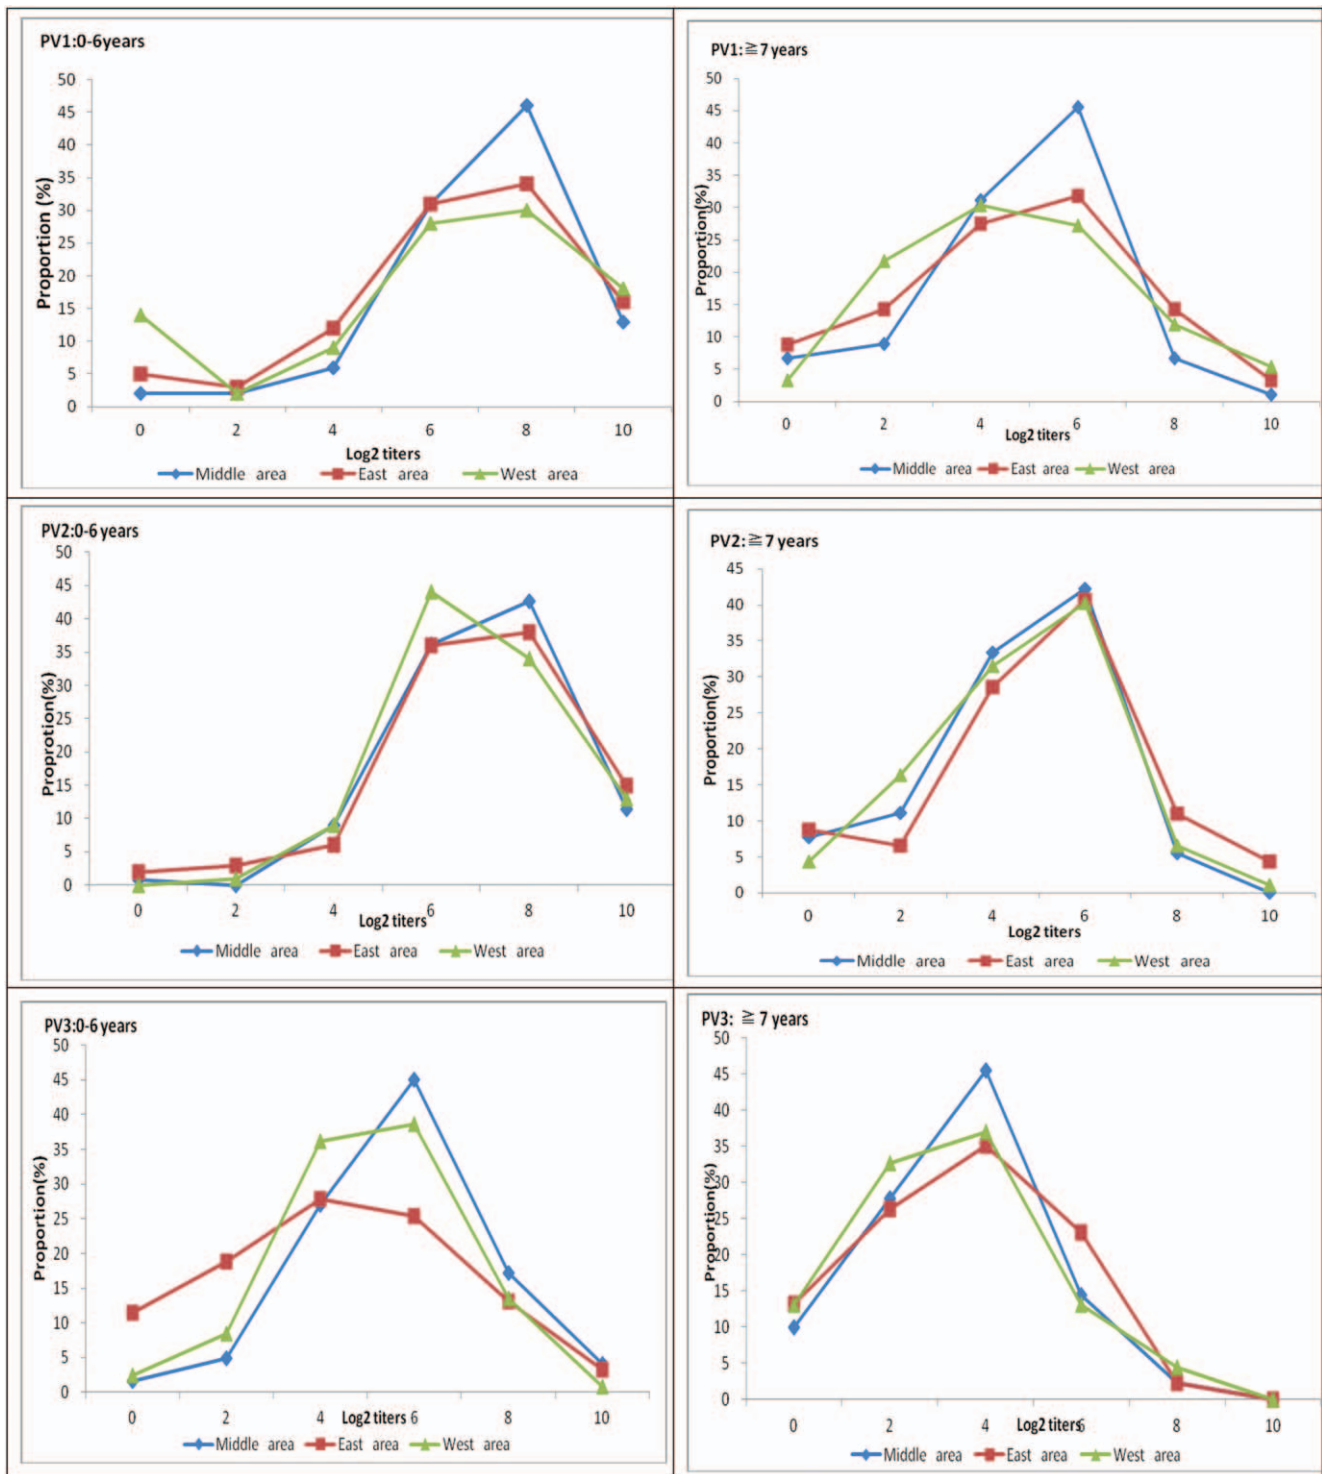 PV1:0-6years
50
45
40
35
30
25
20
15
10
5
0
Proportion (%)
0 2 4 6 8 10
Log2 titers
Middle area East area West area
PV1:≧7 years
50
45
40
35
30
25
20
15
10
5
0
Proportion(%)
0 2 4 6 8 10
Log2 titers
Middle area East area West area
PV2:0-6 years
50
45
40
35
30
25
20
15
10
5
0
Proprotion(%)
0 2 4 6 8 10
Log2 titers
Middle area East area West area
PV2:≧7 years
45
40
35
30
25
20
15
10
5
0
Proportion(%)
0 2 4 6 8 10
Log2 titers
Middle area East area West area
PV3:0-6 years
50
45
40
35
30
25
20
15
10
5
0
Proportion(%)
0 2 4 6 8 10
Log2 titers
Middle area East area West area
PV3: ≧7 years
50
45
40
35
30
25
20
15
10
5
0
Proportion(%)
0 2 4 6 8 10
Log2 titers
Middle area East area West area